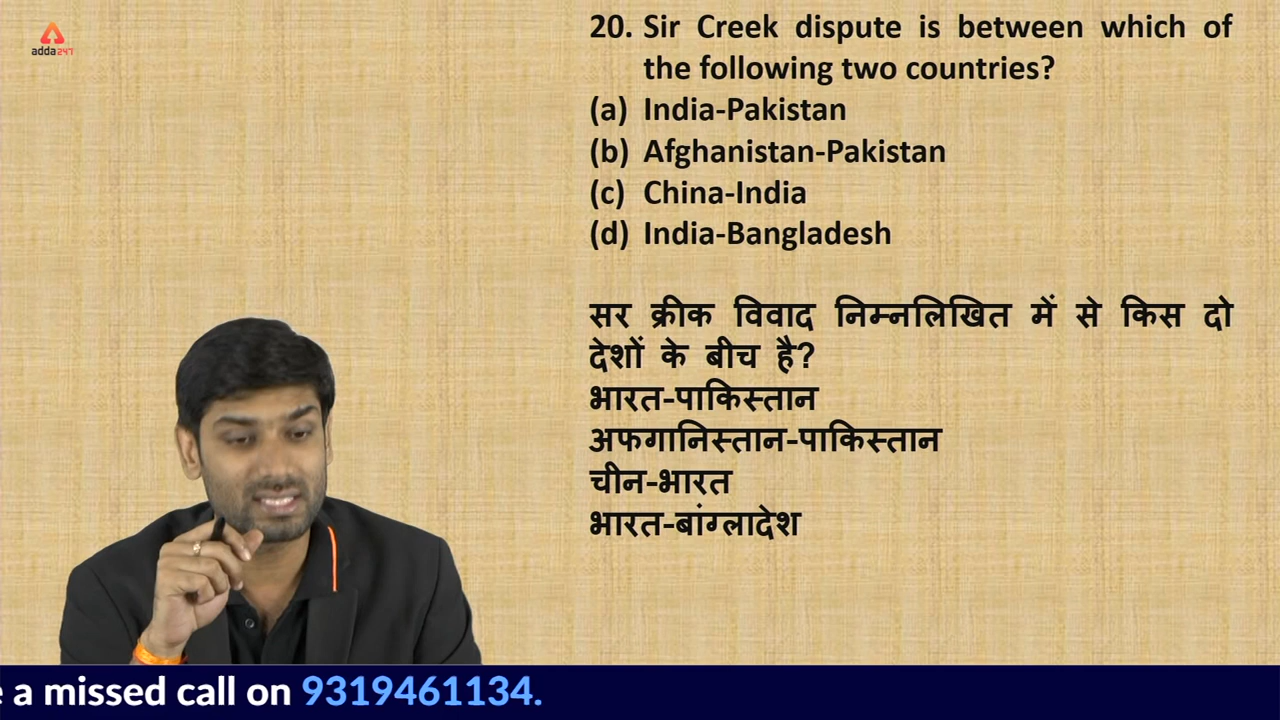 adda247
20. Sir Creek dispute is between which of
the following two countries?
(a) India-Pakistan
(b) Afghanistan-Pakistan
(c) China-India
(d) India-Bangladesh
सर क्रीक विवाद निम्नलिखित में से किस दो
देशों के बीच है?
भारत-पाकिस्तान
अफगानिस्तान-पाकिस्तान
चीन-भारत
भारत-बांग्लादेश
e a missed call on 9319461134.